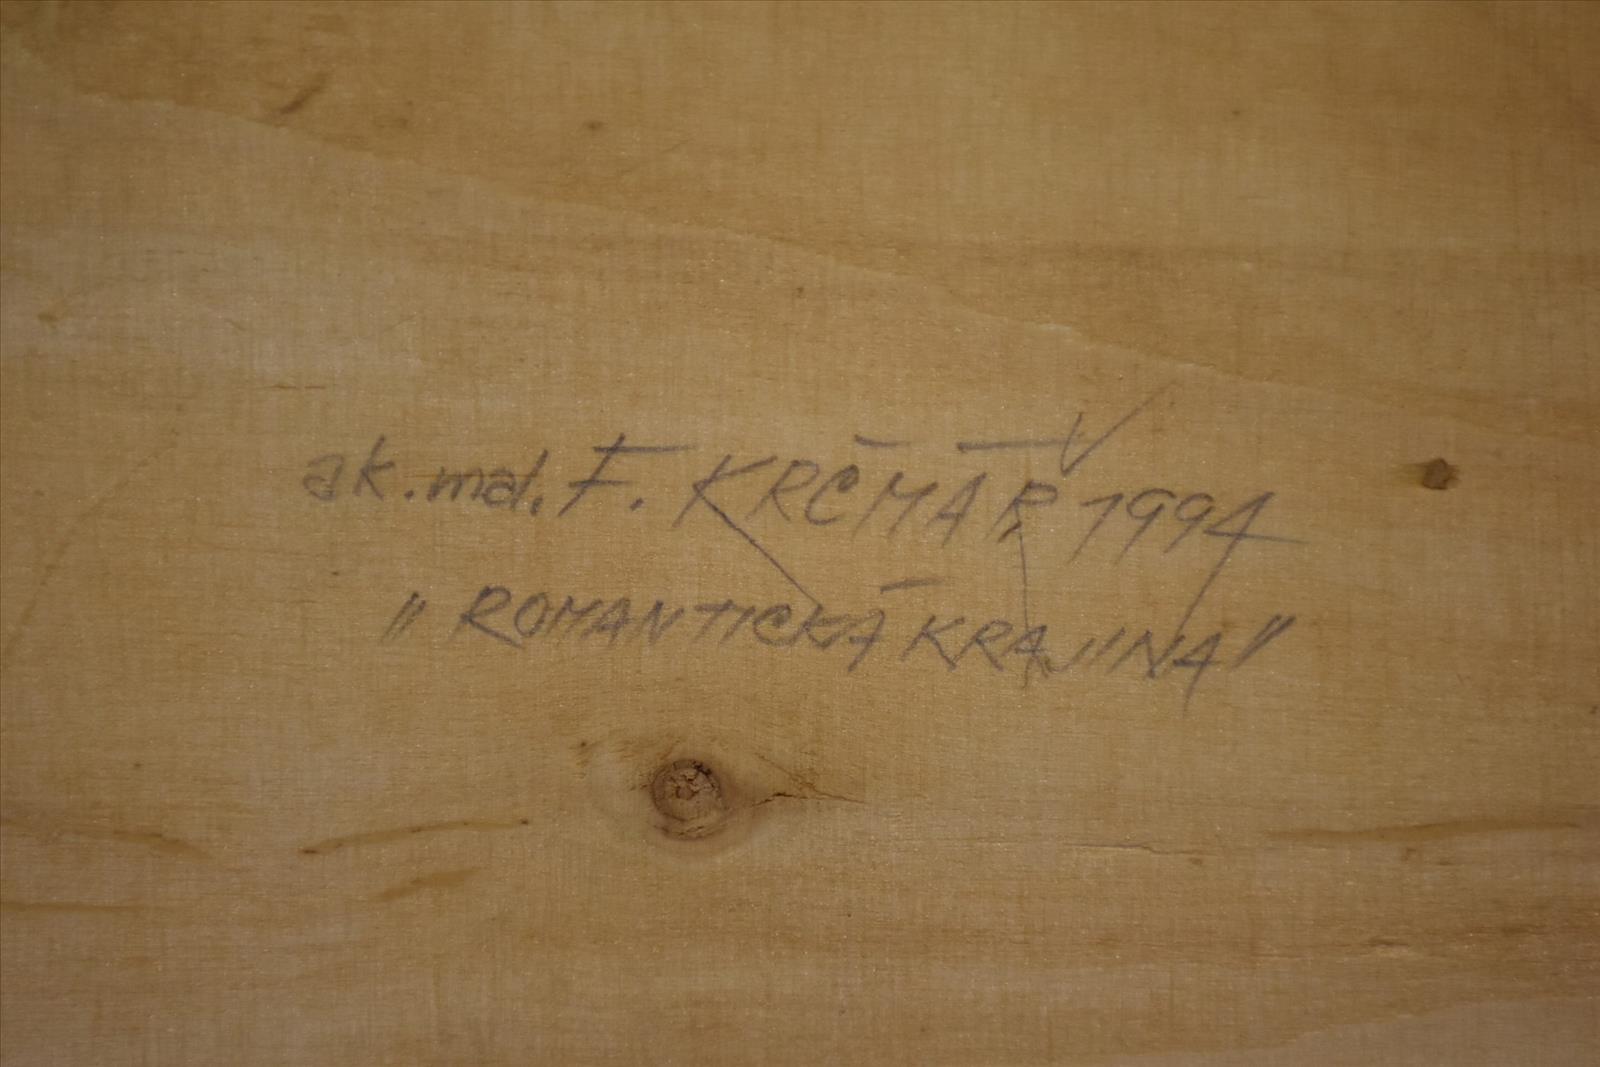 ak. mal. F. KRČMÁŘ 1994
"ROMANTICKÁ KRAJINA"